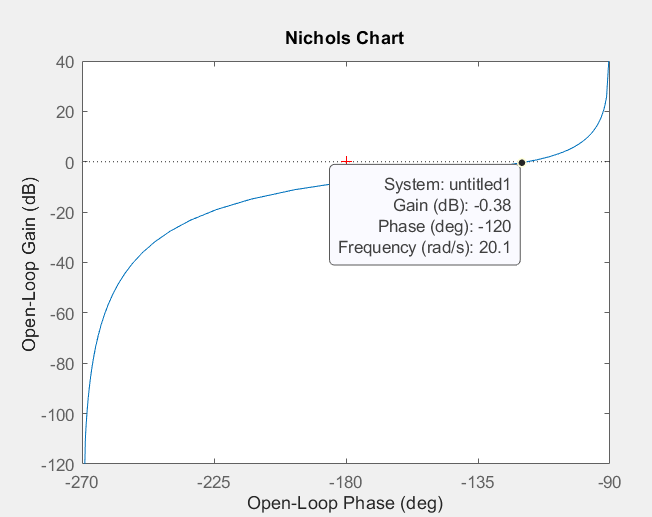 Nichols Chart
Open-Loop Gain (dB)
40
20
0
-20
-40
-60
-80
-100
-120
System: untitled1
Gain (dB): -0.38
Phase (deg): -120
Frequency (rad/s): 20.1
-270 -225 -180 -135 -90
Open-Loop Phase (deg)